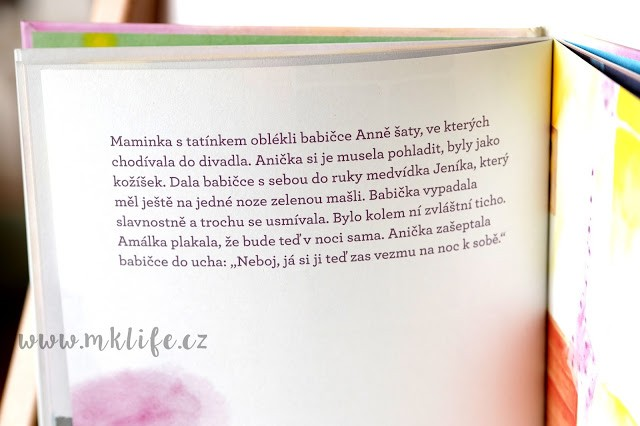 Maminka s tatínkem oblékli babičce Anně šaty, ve kterých
chodívala do divadla. Anička si je musela pohladit, byly jako
kožíšek. Dala babičce s sebou do ruky medvídka Jeníka, který
měl ještě na jedné noze zelenou mašli. Babička vypadala
slavnostně a trochu se usmívala. Bylo kolem ní zvláštní ticho.
Amálka plakala, že bude teď v noci sama. Anička zašeptala
babičce do ucha: „Neboj, já si ji teď zas vezmu na noc k sobě.“
www.mklife.cz